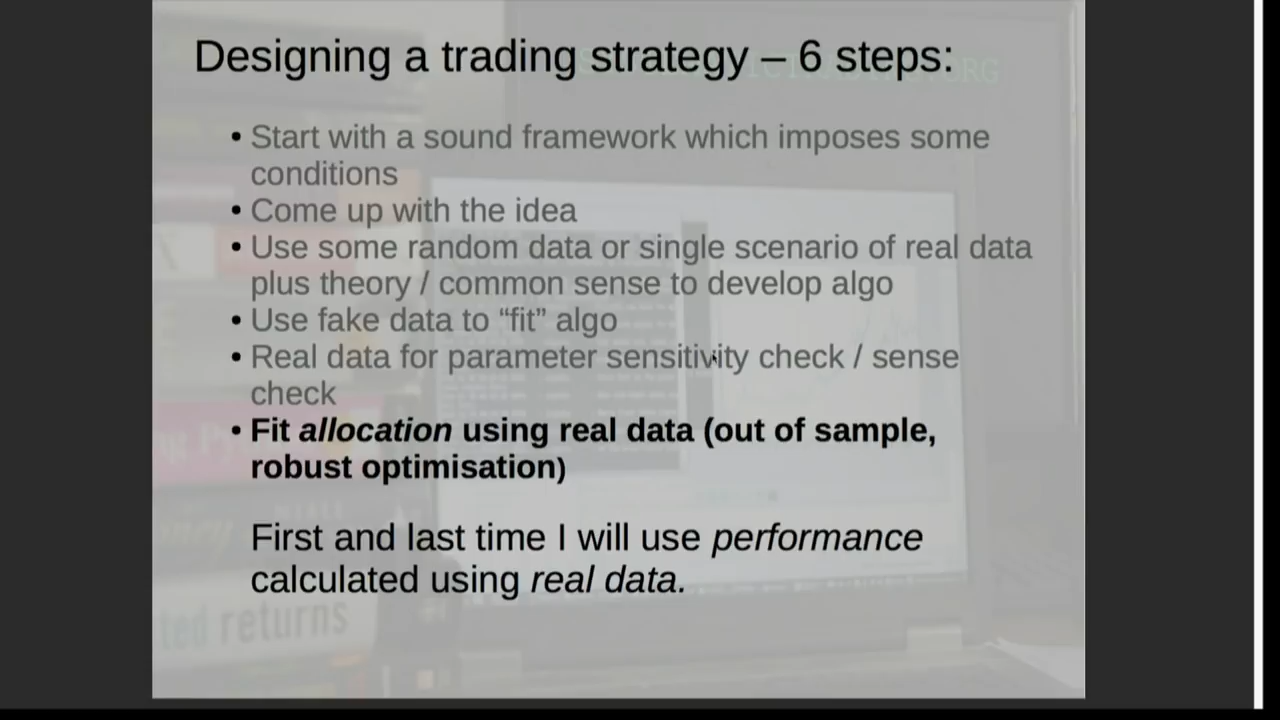 Designing a trading strategy – 6 steps:
• Start with a sound framework which imposes some
conditions
• Come up with the idea
• Use some random data or single scenario of real data
plus theory / common sense to develop algo
• Use fake data to “fit” algo
• Real data for parameter sensitivity check / sense
check
• Fit allocation using real data (out of sample,
robust optimisation)
First and last time I will use performance
calculated using real data.
returns